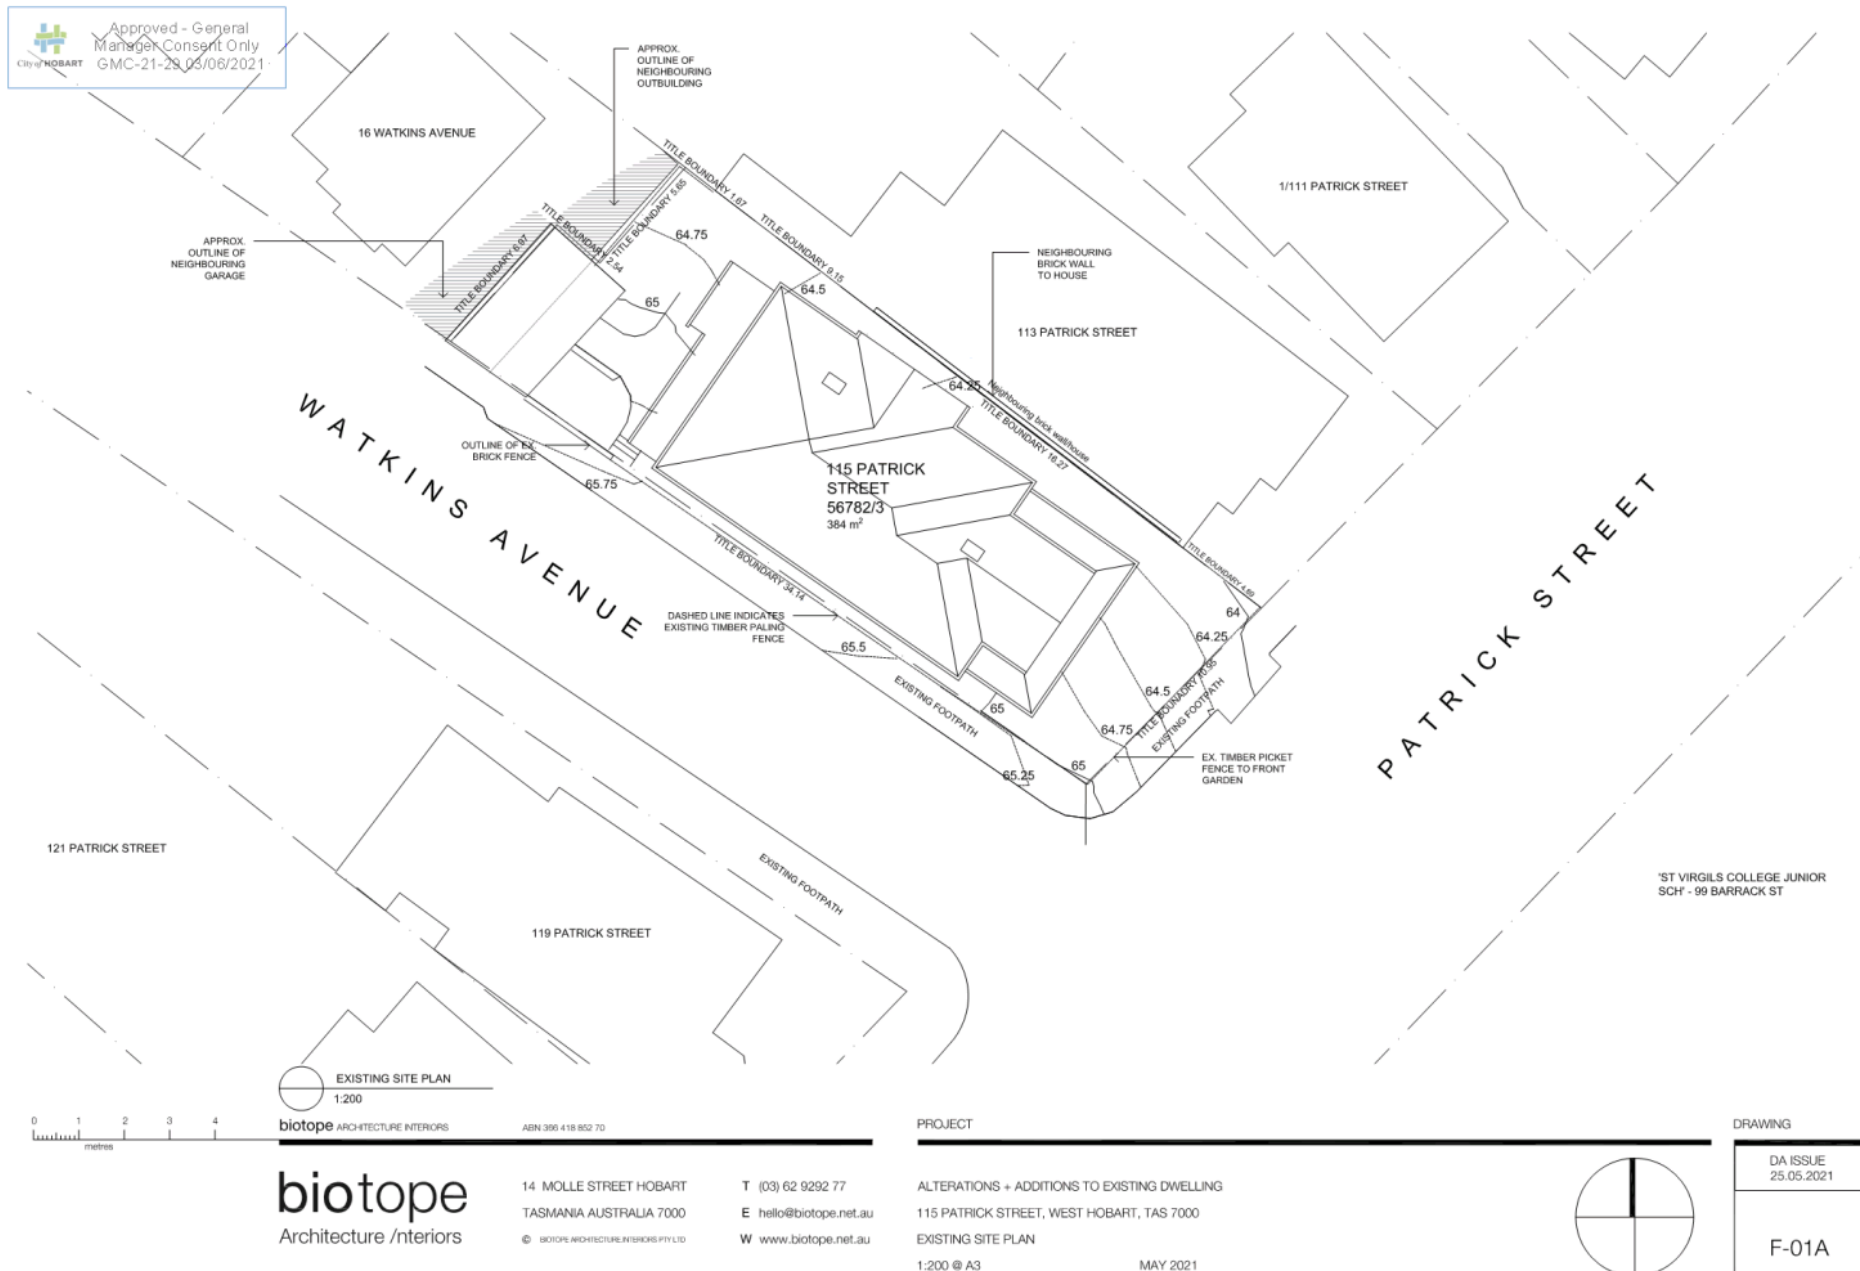 Approved - General
Manager Consent Only
GMC-21-29 03/06/2021
City of HOBART
APPROX.
OUTLINE OF
NEIGHBOURING
OUTBUILDING
16 WATKINS AVENUE
TITLE BOUNDARY 1.67
TITLE BOUNDARY 5.65
TITLE BOUNDARY 9.15
1/111 PATRICK STREET
TITLE BOUNDARY 2.54
TITLE BOUNDARY 6.97
64.75
APPROX.
OUTLINE OF
NEIGHBOURING
GARAGE
NEIGHBOURING
BRICK WALL
TO HOUSE
64.5
65
113 PATRICK STREET
64.25
Neighbouring brick wall/house
TITLE BOUNDARY 16.27
WATKINS AVENUE
OUTLINE OF EX.
BRICK FENCE
65.75
115 PATRICK
STREET
56782/3
384 m²
PATRICK STREET
TITLE BOUNDARY 34.14
TITLE BOUNDARY 4.69
DASHED LINE INDICATES
EXISTING TIMBER PALING
FENCE
64
64.25
65.5
EXISTING FOOTPATH
64.5
65
TITLE BOUNADRY 10.95
EXISTING FOOTPATH
64.75
65
65.25
EX. TIMBER PICKET
FENCE TO FRONT
GARDEN
121 PATRICK STREET
EXISTING FOOTPATH
'ST VIRGILS COLLEGE JUNIOR
SCH' - 99 BARRACK ST
119 PATRICK STREET
EXISTING SITE PLAN
1:200
0 1 2 3 4
metres
biotope ARCHITECTURE INTERIORS
ABN 366 418 852 70
PROJECT
DRAWING
biotope
Architecture /nteriors
14 MOLLE STREET HOBART
TASMANIA AUSTRALIA 7000
© BIOTOPE ARCHITECTURE INTERIORS PTY LTD
T (03) 62 9292 77
E hello@biotope.net.au
W www.biotope.net.au
ALTERATIONS + ADDITIONS TO EXISTING DWELLING
115 PATRICK STREET, WEST HOBART, TAS 7000
EXISTING SITE PLAN
1:200 @ A3
MAY 2021
DA ISSUE
25.05.2021
F-01A